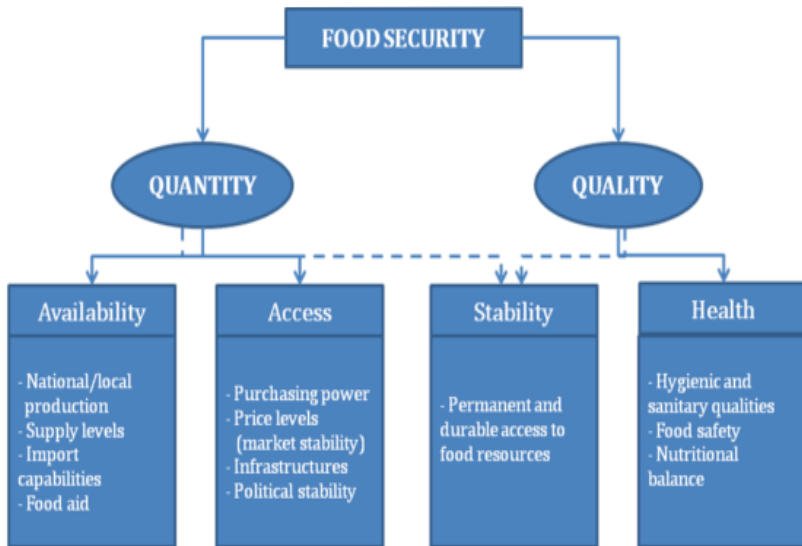 FOOD SECURITY
QUANTITY
QUALITY
Availability
- National/local
production
- Supply levels
- Import
capabilities
- Food aid
Access
- Purchasing power
- Price levels
(market stability)
- Infrastructures
- Political stability
Stability
- Permanent and
durable access to
food resources
Health
- Hygienic and
sanitary qualities
- Food safety
- Nutritional
balance